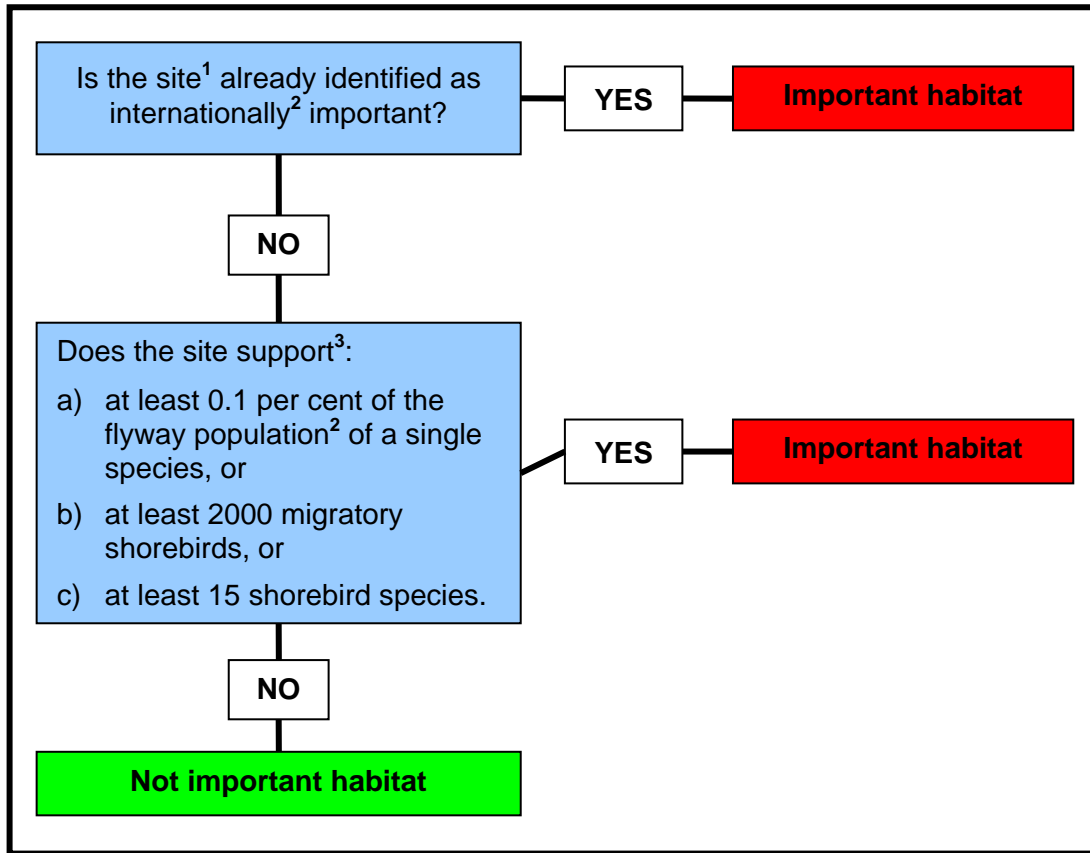 Is the site1 already identified as
internationally2 important?
YES
Important habitat
NO
Does the site support3:
a) at least 0.1 per cent of the
flyway population2 of a single
species, or
b) at least 2000 migratory
shorebirds, or
c) at least 15 shorebird species.
YES
Important habitat
NO
Not important habitat